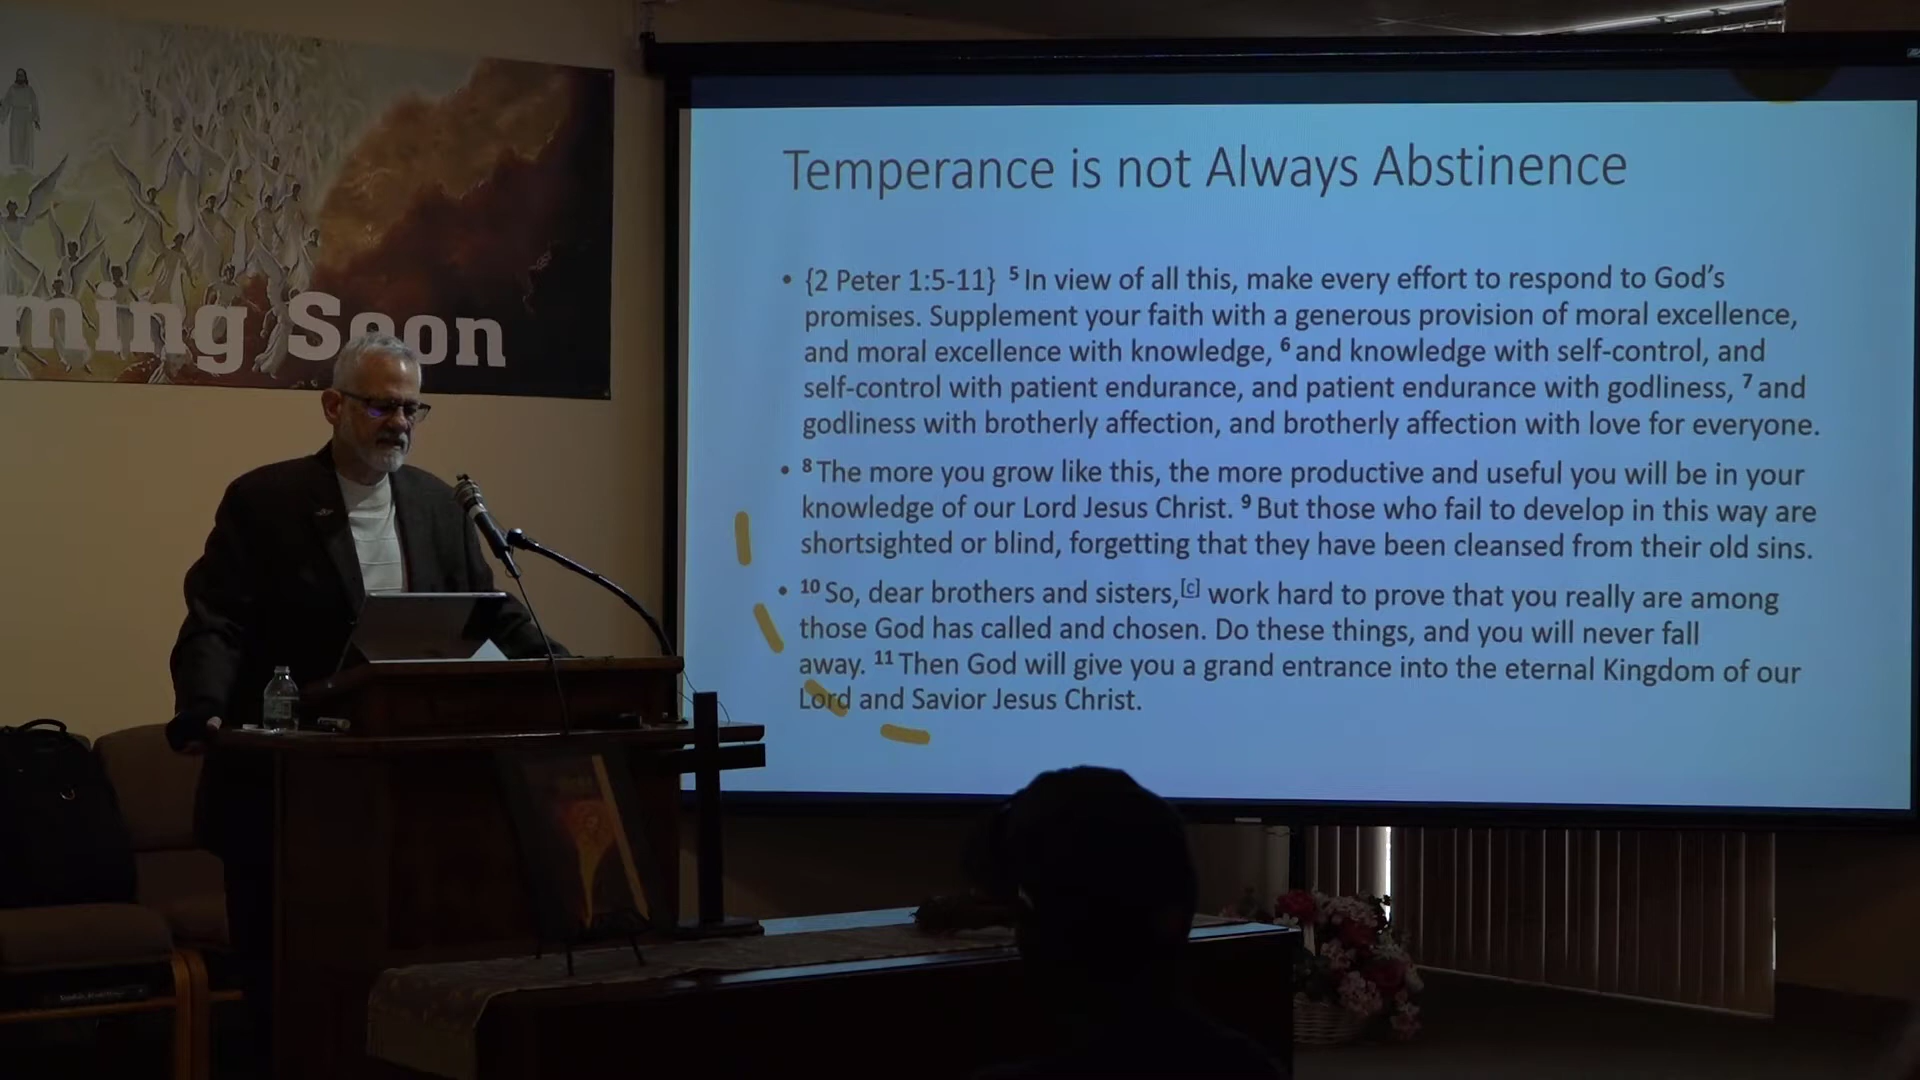 ming Soon
Temperance is not Always Abstinence
• {2 Peter 1:5-11} ⁵ In view of all this, make every effort to respond to God’s
promises. Supplement your faith with a generous provision of moral excellence,
and moral excellence with knowledge, ⁶ and knowledge with self-control, and
self-control with patient endurance, and patient endurance with godliness, ⁷ and
godliness with brotherly affection, and brotherly affection with love for everyone.
• ⁸ The more you grow like this, the more productive and useful you will be in your
knowledge of our Lord Jesus Christ. ⁹ But those who fail to develop in this way are
shortsighted or blind, forgetting that they have been cleansed from their old sins.
• ¹⁰ So, dear brothers and sisters,[c] work hard to prove that you really are among
those God has called and chosen. Do these things, and you will never fall
away. ¹¹ Then God will give you a grand entrance into the eternal Kingdom of our
Lord and Savior Jesus Christ.